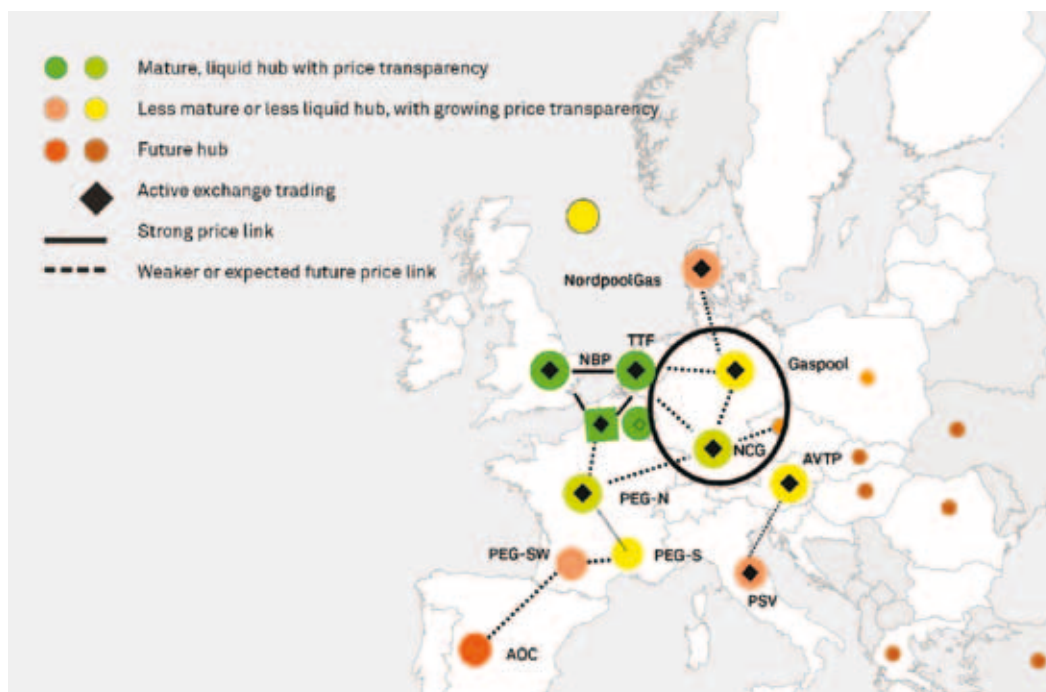 Mature, liquid hub with price transparency
Less mature or less liquid hub, with growing price transparency
Future hub
Active exchange trading
Strong price link
Weaker or expected future price link
NordpoolGas
TTF
NBP
Gaspool
NCG
AVTP
PEG-N
PEG-SW
PEG-S
PSV
AOC